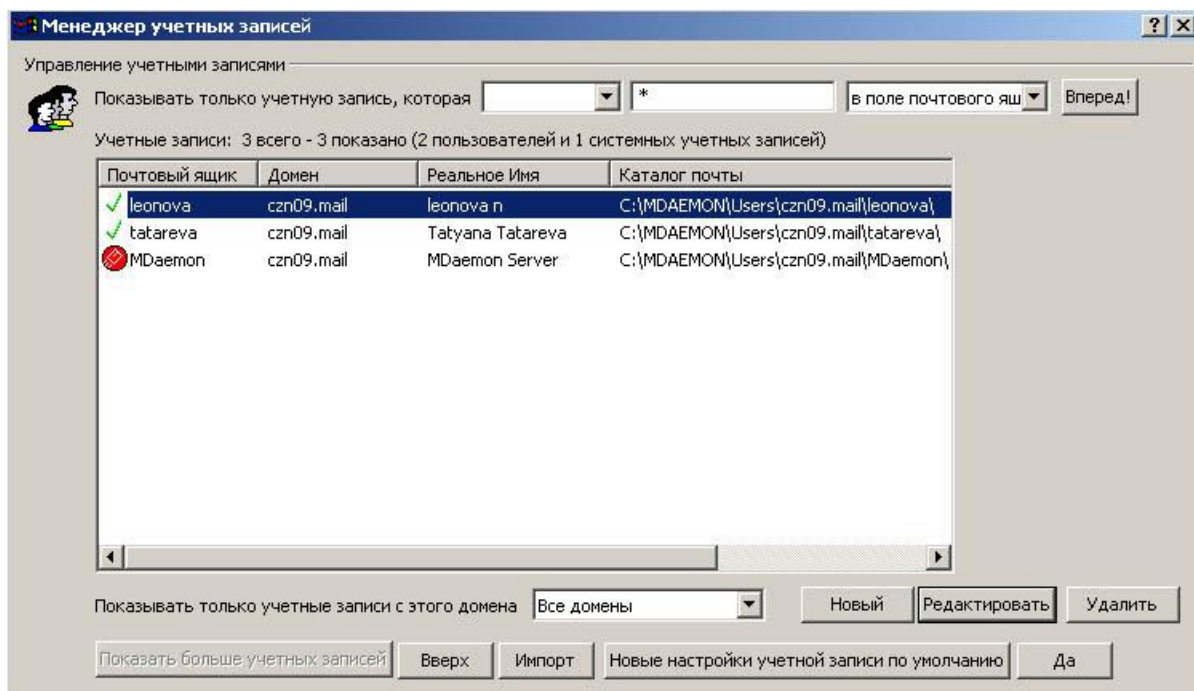 Менеджер учетных записей
Управление учетными записями
Показывать только учетную запись, которая * в поле почтового яш Вперед!
Учетные записи: 3 всего - 3 показано (2 пользователей и 1 системных учетных записей)
Почтовый ящик Домен Реальное Имя Каталог почты
leonova czn09.mail leonova n C:\MDAEMON\Users\czn09.mail\leonova\
tatareva czn09.mail Tatyana Tatareva C:\MDAEMON\Users\czn09.mail\tatareva\
MDaemon czn09.mail MDaemon Server C:\MDAEMON\Users\czn09.mail\MDaemon\
Показывать только учетные записи с этого домена Все домены Новый Редактировать Удалить
Показать больше учетных записей Вверх Импорт Новые настройки учетной записи по умолчанию Да